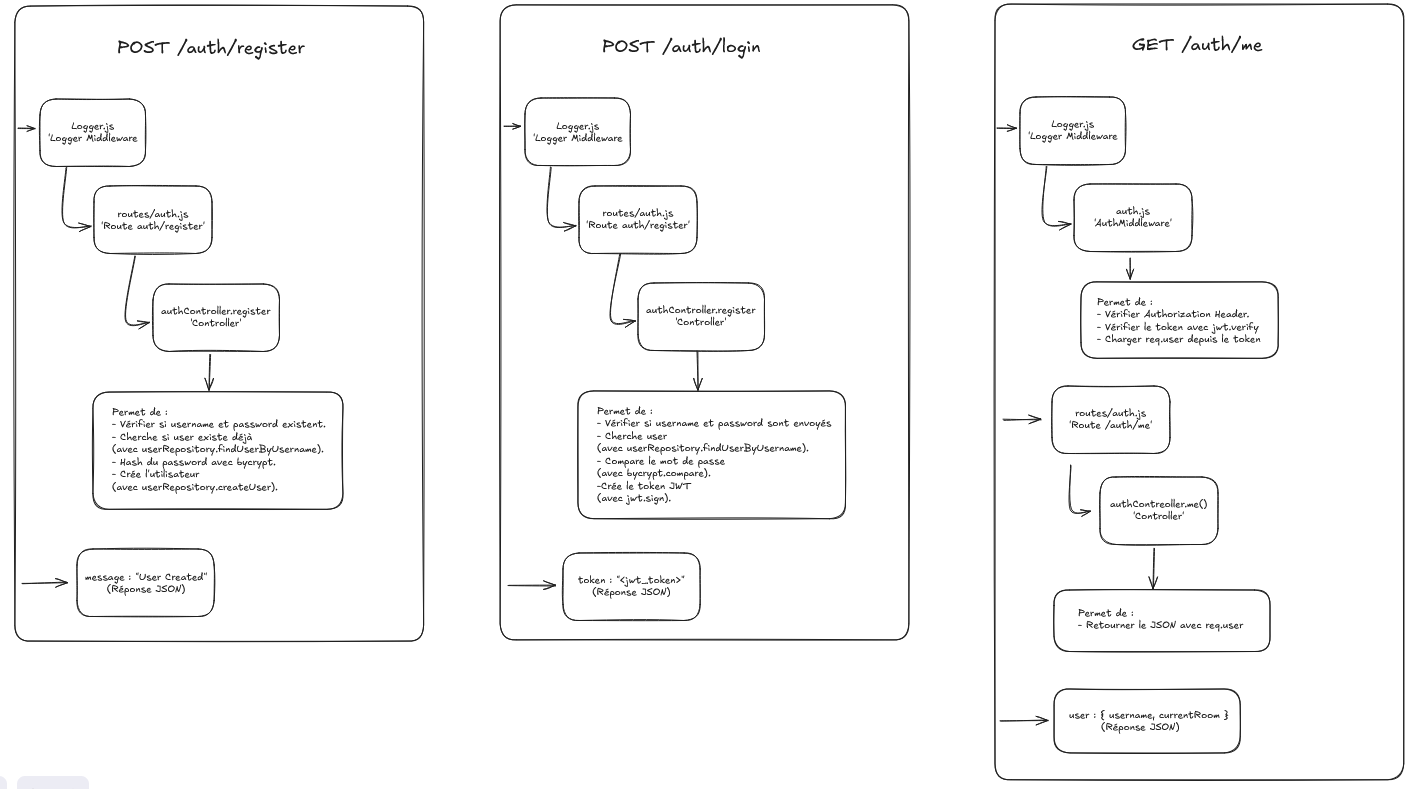 POST /auth/register
Logger.js
'Logger Middleware
routes/auth.js
'Route auth/register'
authController.register
'Controller'
Permet de :
- Vérifier si username et password existent.
- Cherche si user existe déjà
(avec userRepository.findUserByUsername).
- Hash du password avec bycrypt.
- Crée l'utilisateur
(avec userRepository.createUser).
message : "User Created"
(Réponse JSON)
POST /auth/login
Logger.js
'Logger Middleware
routes/auth.js
'Route auth/register'
authController.register
'Controller'
Permet de :
- Vérifier si username et password sont envoyés
- Cherche user
(avec userRepository.findUserByUsername).
- Compare le mot de passe
(avec bycrypt.compare).
-Crée le token JWT
(avec jwt.sign).
token : "<jwt_token>"
(Réponse JSON)
GET /auth/me
Logger.js
'Logger Middleware
auth.js
'AuthMiddleware'
Permet de :
- Vérifier Authorization Header.
- Vérifier le token avec jwt.verify
- Charger req.user depuis le token
routes/auth.js
'Route /auth/me'
authContreoller.me()
'Controller'
Permet de :
- Retourner le JSON avec req.user
user : { username, currentRoom }
(Réponse JSON)